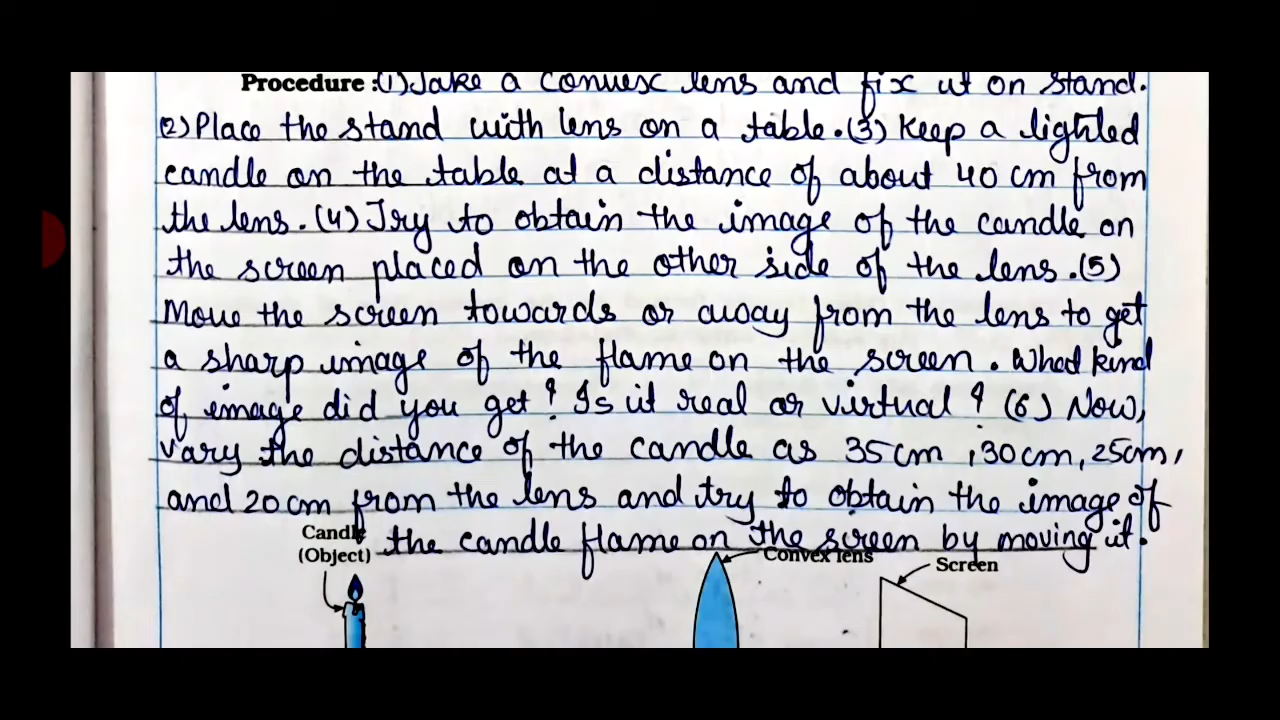 Procedure :(1) Take a convex lens and fix it on stand.
(2) Place the stand with lens on a table. (3) Keep a lighted
candle on the table at a distance of about 40 cm from
the lens. (4) Try to obtain the image of the candle on
the screen placed on the other side of the lens. (5)
Move the screen towards or away from the lens to get
a sharp image of the flame on the screen. What kind
of image did you get? Is it real or virtual? (6) Now,
vary the distance of the candle as 35cm, 30cm, 25cm,
and 20 cm from the lens and try to obtain the image of
the candle flame on the screen by moving it.
Candle
(Object)
Convex lens
Screen